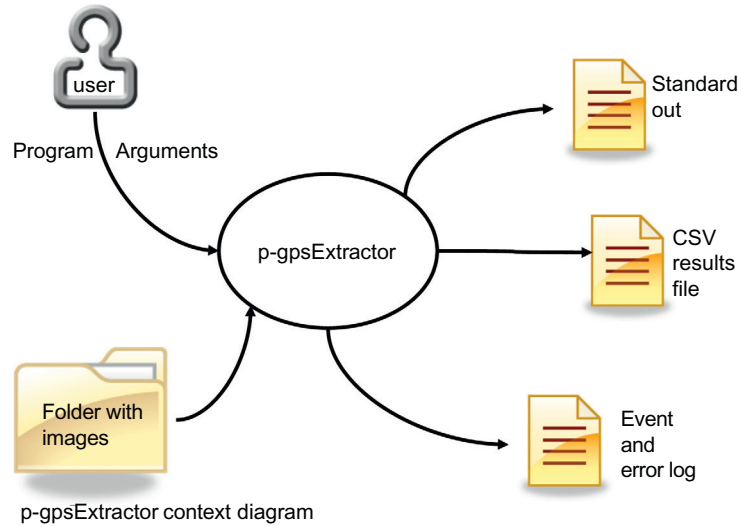 user
Program Arguments
Standard
out
p-gpsExtractor
CSV
results
file
Folder with
images
Event
and
error log
p-gpsExtractor context diagram